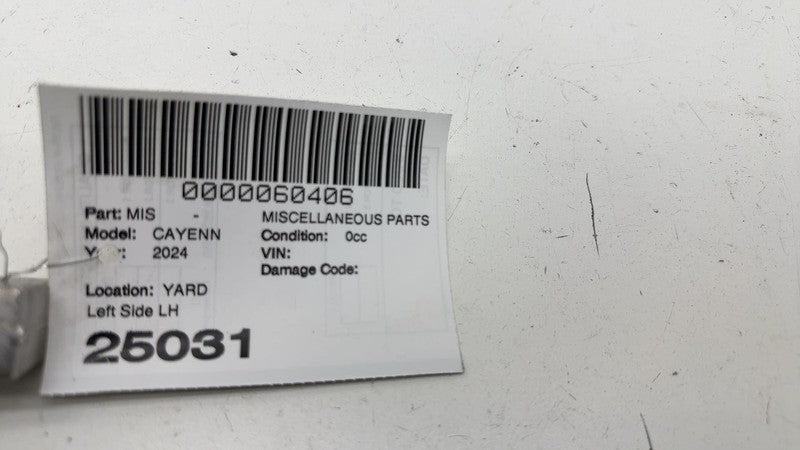 0000060406
Part: MIS - MISCELLANEOUS PARTS
Model: CAYENN Condition: 0cc
Year: 2024 VIN:
Damage Code:
Location: YARD
Left Side LH
25031